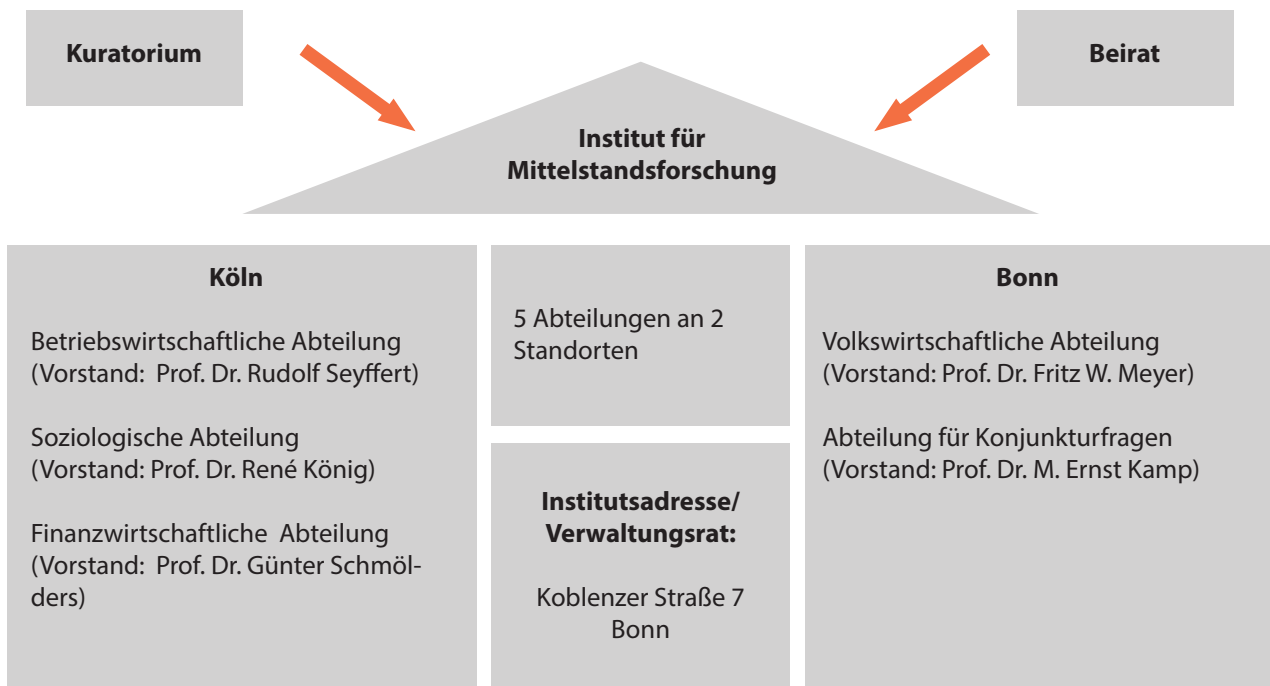 Kuratorium
Beirat
Institut für
Mittelstandsforschung
Köln
Betriebswirtschaftliche Abteilung
(Vorstand:  Prof. Dr. Rudolf Seyffert)
Soziologische Abteilung
(Vorstand: Prof. Dr. René König)
Finanzwirtschaftliche  Abteilung
(Vorstand:  Prof. Dr. Günter Schmöl-
ders)
5 Abteilungen an 2
Standorten
Institutsadresse/
Verwaltungsrat:
Koblenzer Straße 7
Bonn
Bonn
Volkswirtschaftliche Abteilung
(Vorstand: Prof. Dr. Fritz W. Meyer)
Abteilung für Konjunkturfragen
(Vorstand: Prof. Dr. M. Ernst Kamp)